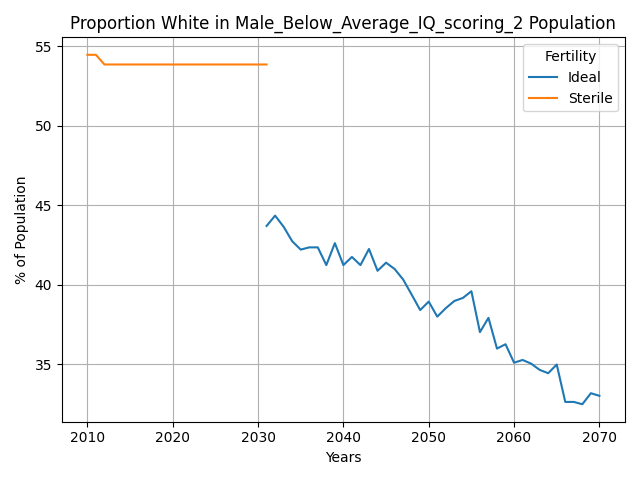 Proportion White in Male_Below_Average_IQ_scoring_2 Population
% of Population
55
50
45
40
35
Fertility
Ideal
Sterile
2010 2020 2030 2040 2050 2060 2070
Years